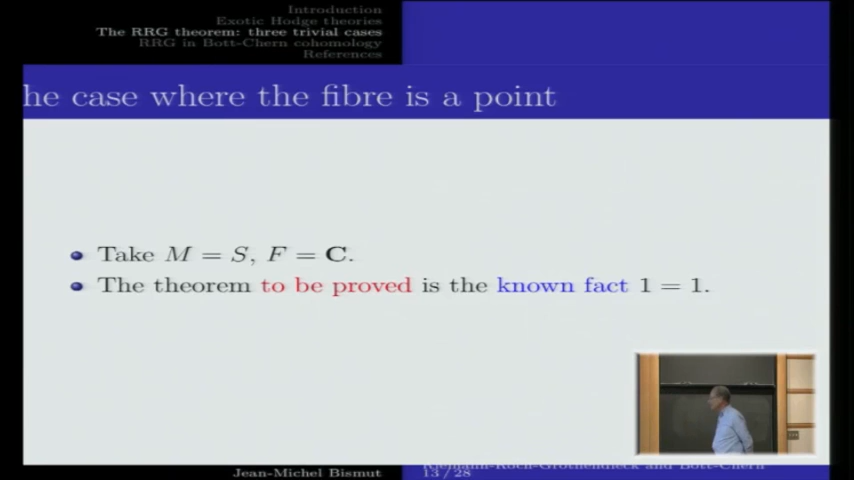 Introduction
Exotic Hodge theories
The RRG theorem: three trivial cases
RRG in Bott-Chern cohomology
References
he case where the fibre is a point
Take M = S, F = C.
The theorem to be proved is the known fact 1 = 1.
Jean-Michel Bismut
Riemann-Roch-Grothendieck and Bott-Chern
13 / 28